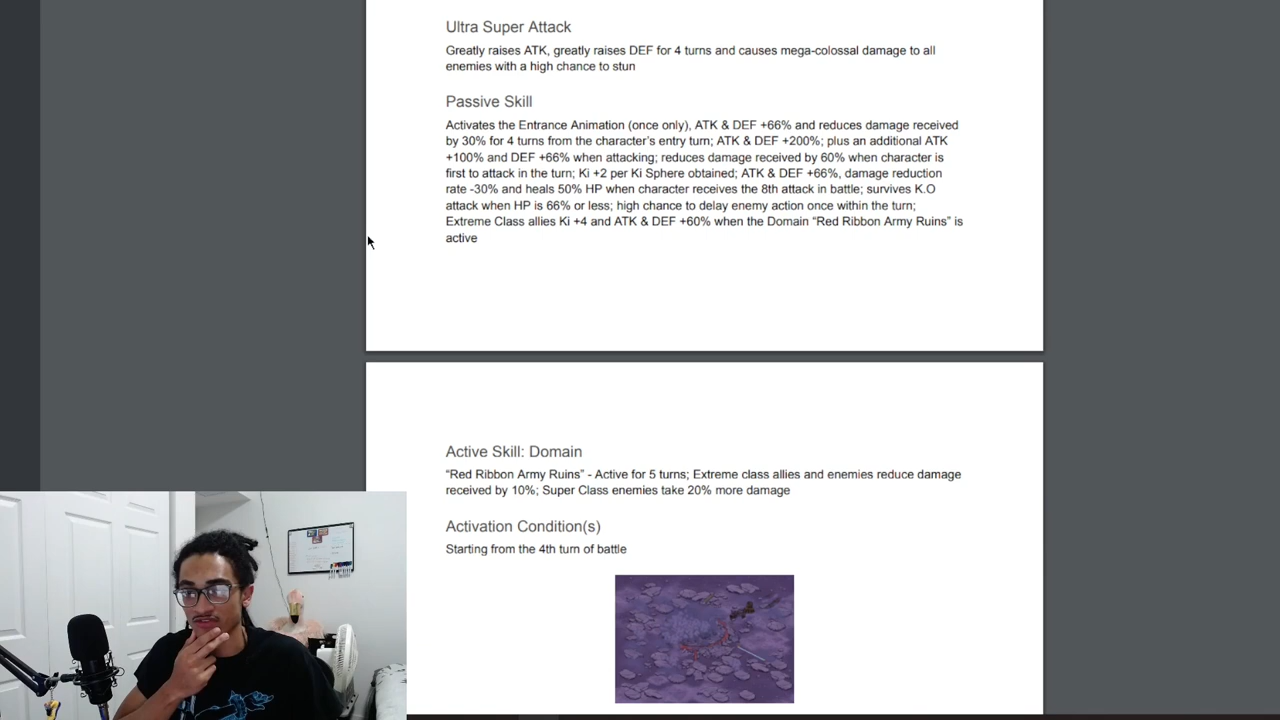 Ultra Super Attack
Greatly raises ATK, greatly raises DEF for 4 turns and causes mega-colossal damage to all
enemies with a high chance to stun
Passive Skill
Activates the Entrance Animation (once only), ATK & DEF +66% and reduces damage received
by 30% for 4 turns from the character’s entry turn; ATK & DEF +200%; plus an additional ATK
+100% and DEF +66% when attacking; reduces damage received by 60% when character is
first to attack in the turn; Ki +2 per Ki Sphere obtained; ATK & DEF +66%, damage reduction
rate -30% and heals 50% HP when character receives the 8th attack in battle; survives K.O
attack when HP is 66% or less; high chance to delay enemy action once within the turn;
Extreme Class allies Ki +4 and ATK & DEF +60% when the Domain “Red Ribbon Army Ruins” is
active
Active Skill: Domain
“Red Ribbon Army Ruins” - Active for 5 turns; Extreme class allies and enemies reduce damage
received by 10%; Super Class enemies take 20% more damage
Activation Condition(s)
Starting from the 4th turn of battle